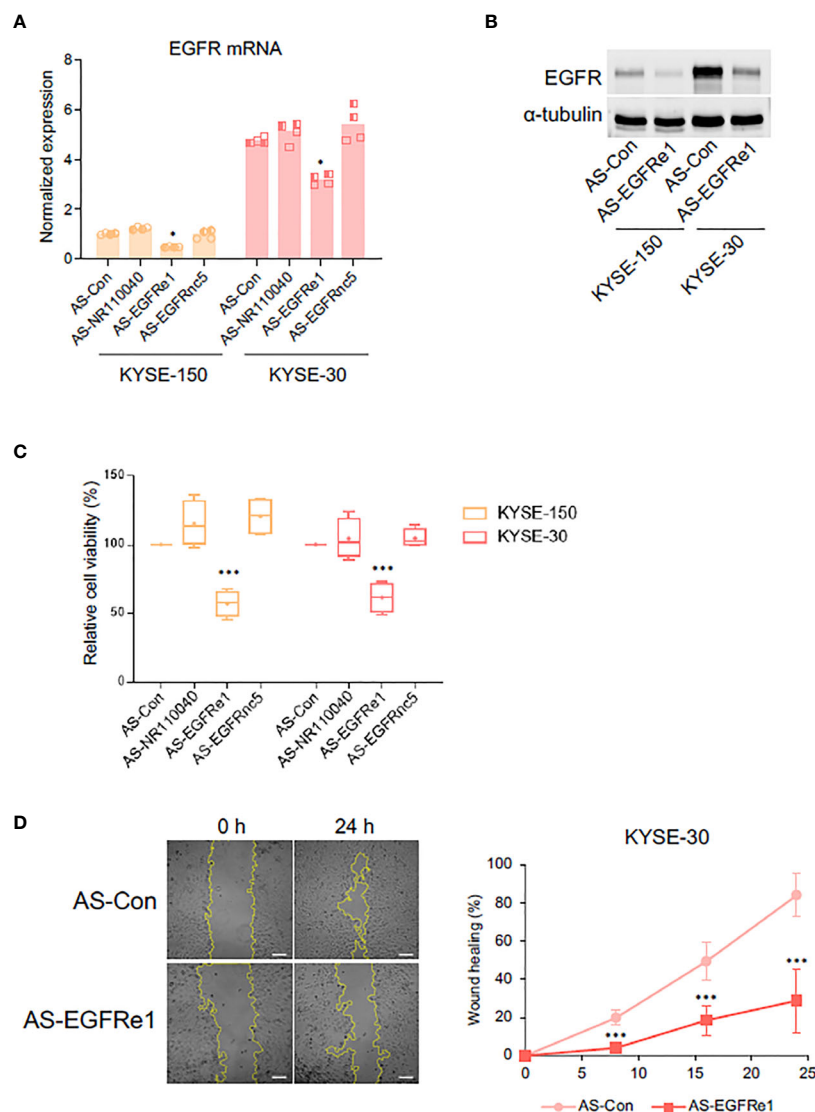 A
EGFR mRNA
Normalized expression
8
6
4
2
0
*
*
AS-Con
AS-NR110040
AS-EGFRe1
AS-EGFRnc5
AS-Con
AS-NR110040
AS-EGFRe1
AS-EGFRnc5
KYSE-150
KYSE-30
B
EGFR
α-tubulin
AS-Con
AS-EGFRe1
AS-Con
AS-EGFRe1
KYSE-150
KYSE-30
C
Relative cell viability (%)
150
100
50
0
***
***
KYSE-150
KYSE-30
AS-Con
AS-NR110040
AS-EGFRe1
AS-EGFRnc5
AS-Con
AS-NR110040
AS-EGFRe1
AS-EGFRnc5
D
0 h
24 h
AS-Con
AS-EGFRe1
KYSE-30
Wound healing (%)
100
80
60
40
20
0
***
***
***
0
5
10
15
20
25
AS-Con
AS-EGFRe1